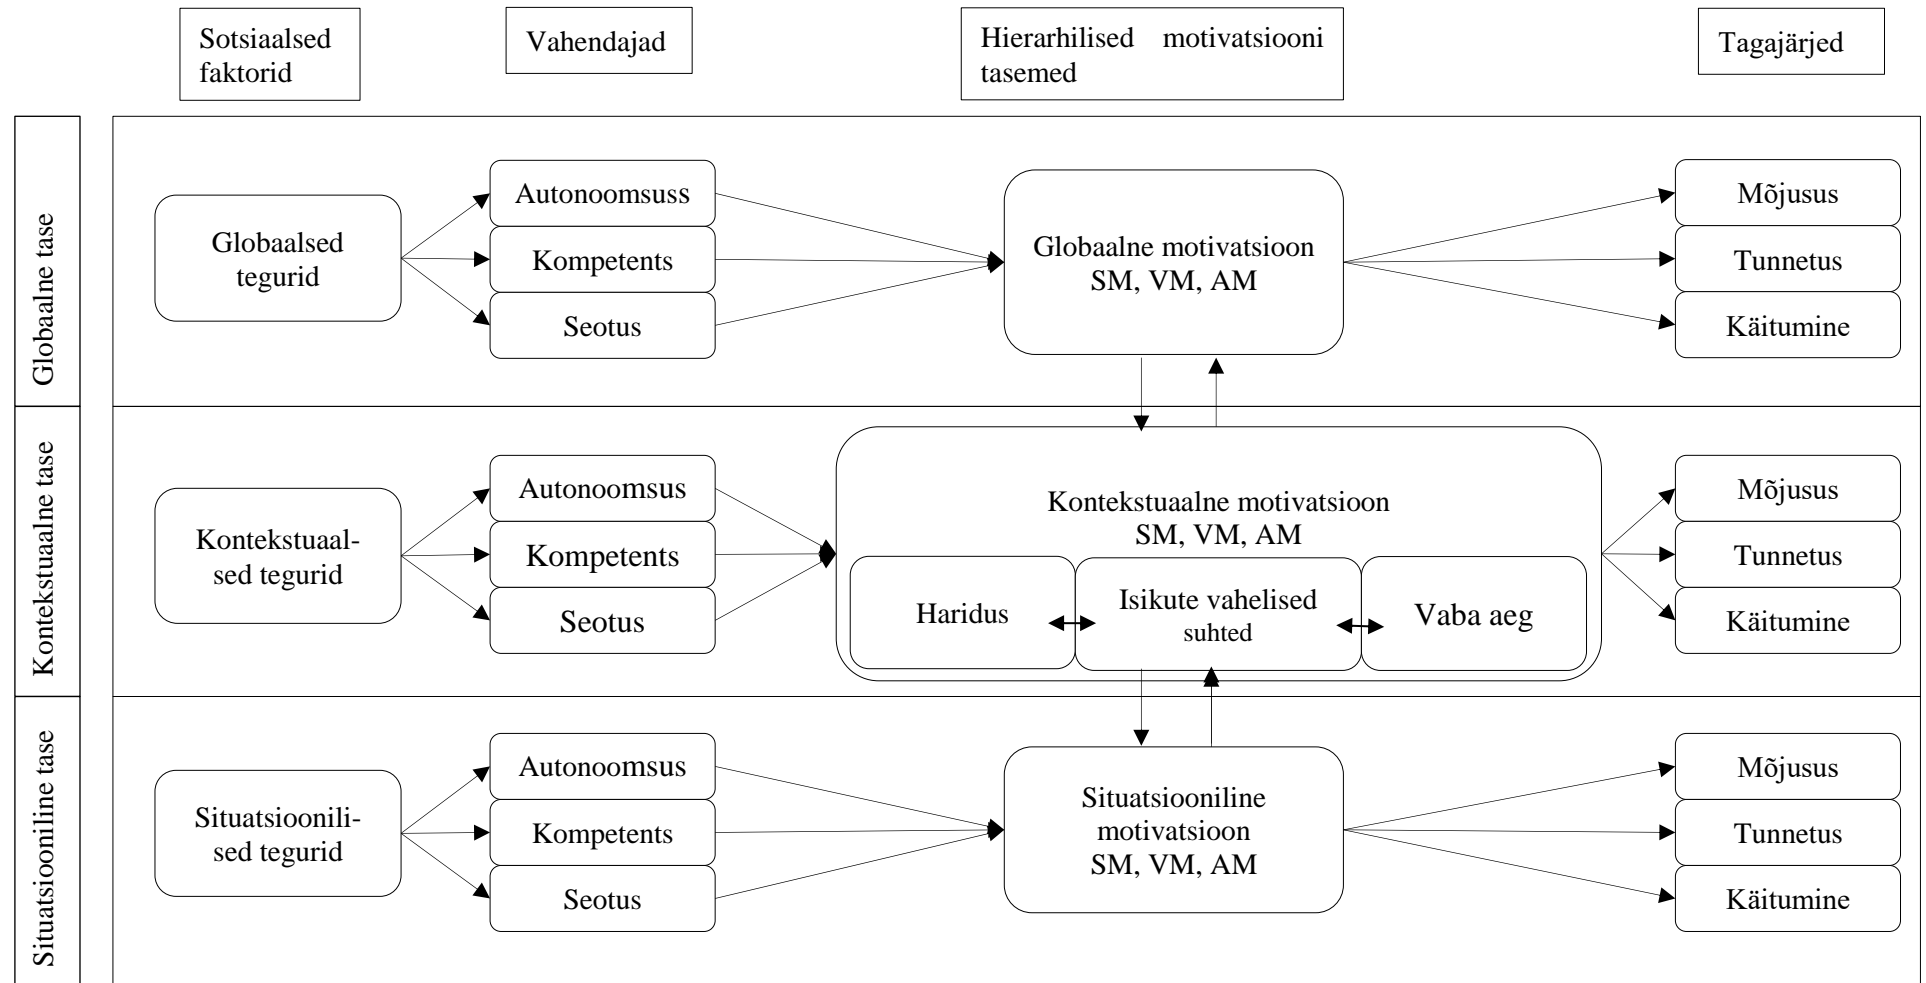 Sotsiaalsed
faktorid
Vahendajad
Hierarhilised motivatsiooni
tasemed
Tagajärjed
Globaalne tase
Globaalsed
tegurid
Autonoomsuss
Kompetents
Seotus
Globaalne motivatsioon
SM, VM, AM
Mõjusus
Tunnetus
Käitumine
Kontekstuaalne tase
Kontekstuaal-
sed tegurid
Autonoomsus
Kompetents
Seotus
Kontekstuaalne motivatsioon
SM, VM, AM
Haridus
Isikute vahelised
suhted
Vaba aeg
Mõjusus
Tunnetus
Käitumine
Situatsiooniline tase
Situatsioonili-
sed tegurid
Autonoomsus
Kompetents
Seotus
Situatsiooniline
motivatsioon
SM, VM, AM
Mõjusus
Tunnetus
Käitumine